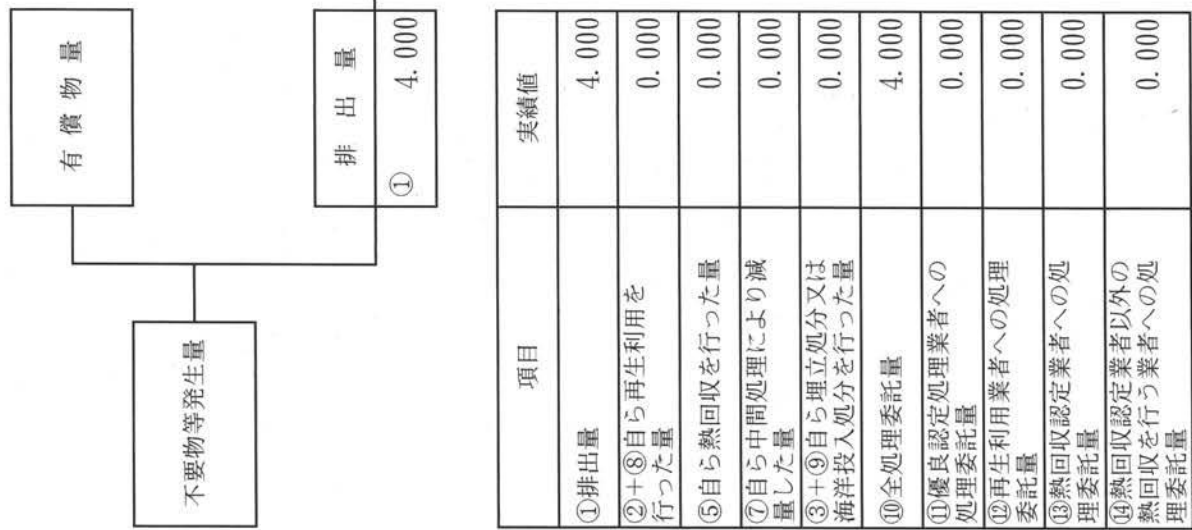 有償物量
不要物等発生量
排出量
①
4.000
項目
実績値
①排出量
4.000
②+⑧自ら再生利用を
行った量
0.000
⑤自ら熱回収を行った量
0.000
⑦自ら中間処理により減
量した量
0.000
③+⑨自ら埋立処分又は
海洋投入処分を行った量
0.000
⑩全処理委託量
4.000
⑪優良認定処理業者への
処理委託量
0.000
⑫再生利用業者への処理
委託量
0.000
⑬熱回収認定業者への処
理委託量
0.000
⑭熱回収認定業者以外の
熱回収を行う業者への処
理委託量
0.000